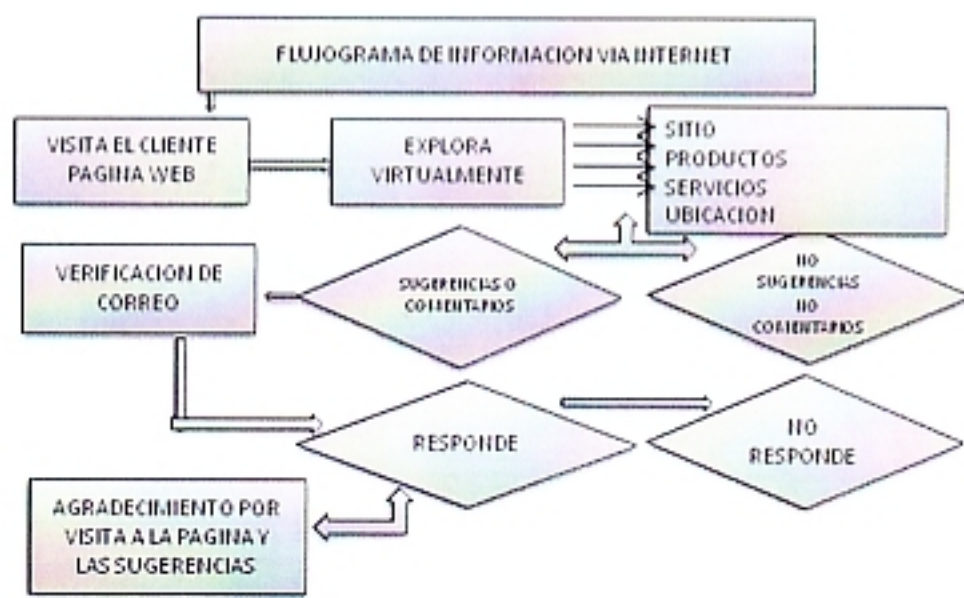 FLUJOGRAMA DE INFORMACION VIA INTERNET
VISITA EL CLIENTE
PAGINA WEB
EXPLORA
VIRTUALMENTE
SITIO
PRODUCTOS
SERVICIOS
UBICACION
VERIFICACION DE
CORREO
SUGERENCIAS O
COMENTARIOS
NO
SUGERENCIAS
NO
COMENTARIOS
RESPONDE
NO
RESPONDE
AGRADECIMIENTO POR
VISITA A LA PAGINA Y
LAS SUGERENCIAS